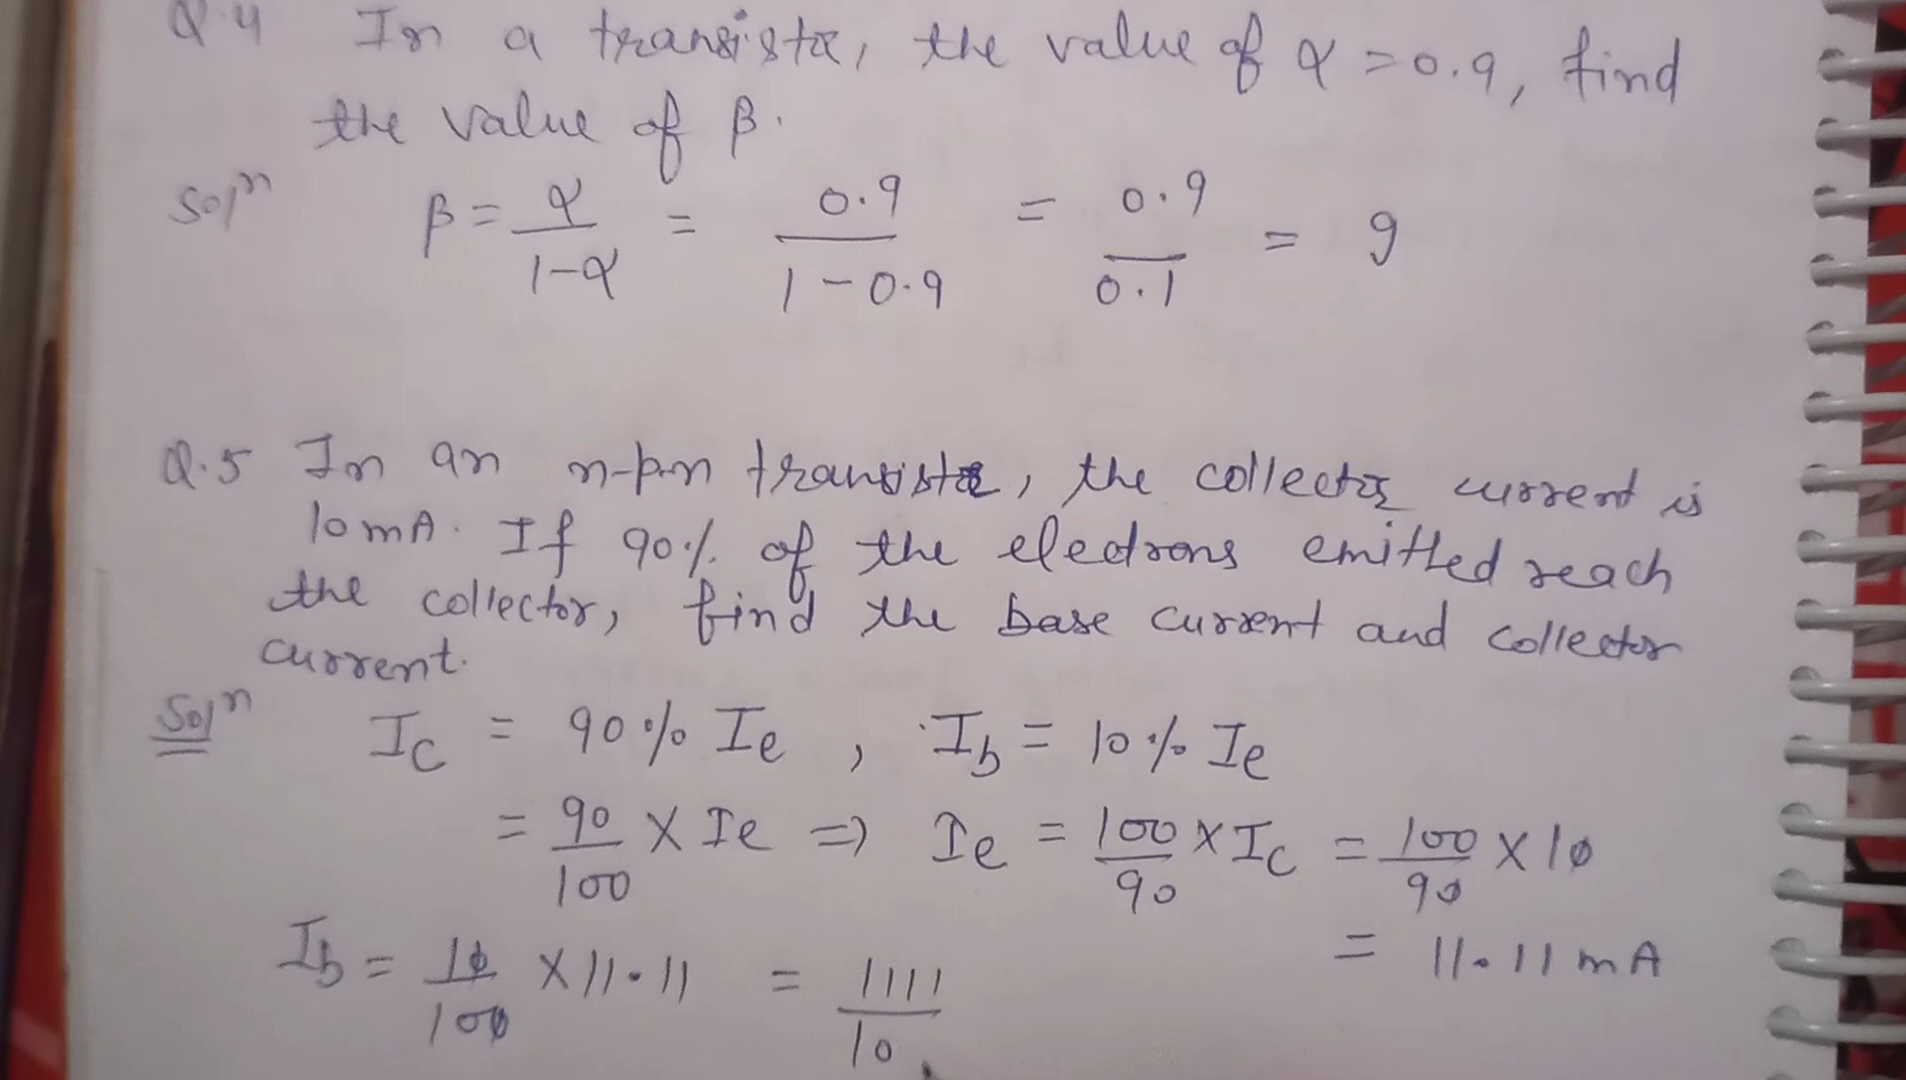 Q.4 In a transistor, the value of α = 0.9, find
the value of β.
Solⁿ β = α/1-α = 0.9/1-0.9 = 0.9/0.1 = 9
Q.5 In an n-p-n transistor, the collector current is
10mA. If 90% of the electrons emitted reach
the collector, find the base current and collector
current.
Solⁿ Ic = 90% Ie, Ib = 10% Ie
= 90/100 × Ie ⇒ Ie = 100/90 × Ic = 100/90 × 10
= 11.11 mA
Ib = 10/100 × 11.11 = 1111/10